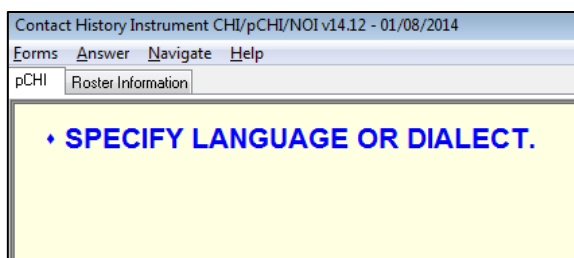 Contact History Instrument CHI/pCHI/NOI v14.12 - 01/08/2014
Forms Answer Navigate Help
pCHI Roster Information
♦ SPECIFY LANGUAGE OR DIALECT.